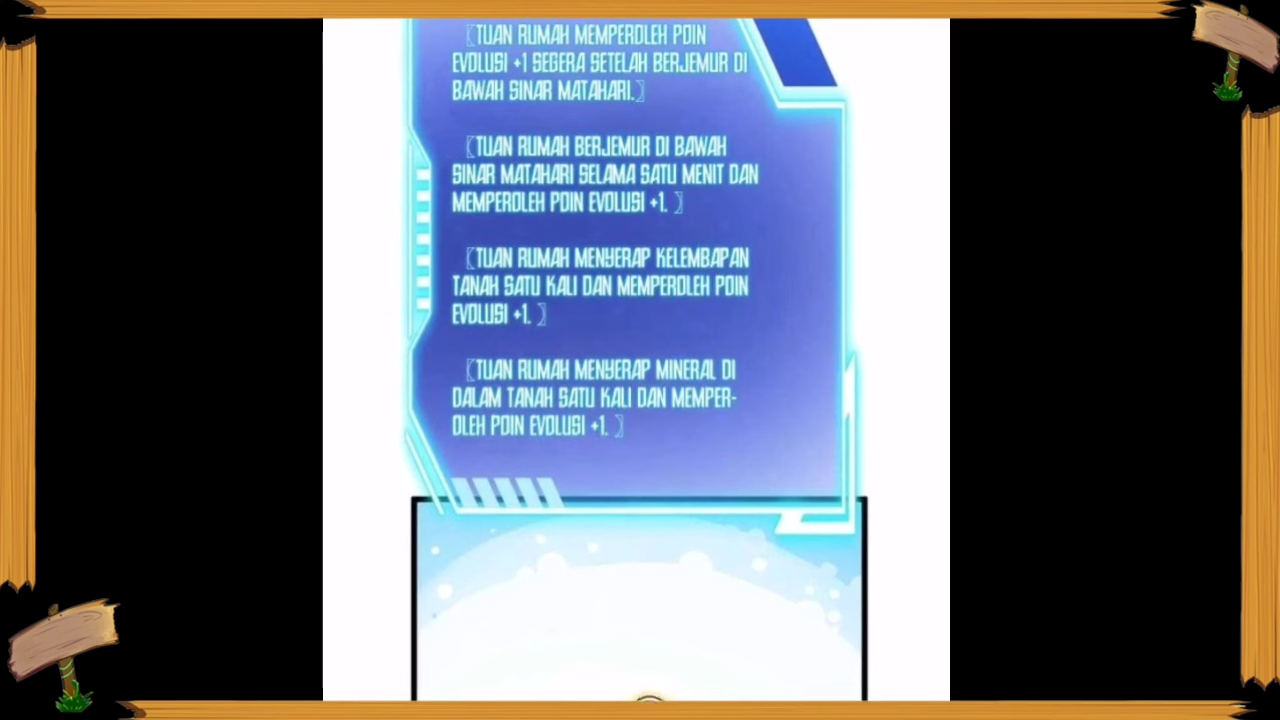 〖TUAN RUMAH MEMPEROLEH POIN
EVOLUSI +1 SEGERA SETELAH BERJEMUR DI
BAWAH SINAR MATAHARI.〗
〖TUAN RUMAH BERJEMUR DI BAWAH
SINAR MATAHARI SELAMA SATU MENIT DAN
MEMPEROLEH POIN EVOLUSI +1. 〗
〖TUAN RUMAH MENYERAP KELEMBAPAN
TANAH SATU KALI DAN MEMPEROLEH POIN
EVOLUSI +1. 〗
〖TUAN RUMAH MENYERAP MINERAL DI
DALAM TANAH SATU KALI DAN MEMPER-
OLEH POIN EVOLUSI +1. 〗